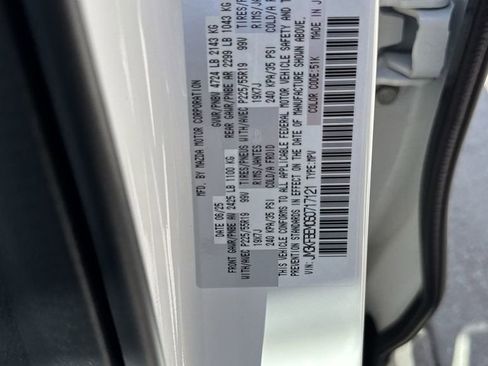 MFD. BY MAZDA MOTOR CORPORATION MADE IN J
DATE 06/25 GVWR/PNBV 4724 LB 2143 KG
FRONT GAWR/PNBE AV 2425 LB 1100 KG REAR GAWR/PNBE AR 2299 LB 1043 KG
WITH/AVEC P225/55R19 99V TIRES/PNEUS WITH/AVEC P225/55R19 99V TIRES/PNEUS
19X7J RIMS/JANTES 19X7J RIMS/JANTES
240 KPA/35 PSI COLD/A FROID 240 KPA/35 PSI COLD/A
THIS VEHICLE CONFORMS TO ALL APPLICABLE FEDERAL MOTOR VEHICLE SAFETY AND
STANDARDS IN EFFECT ON THE DATE OF MANUFACTURE SHOWN ABOVE.
VIN: TYPE:MPV COLOR CODE:51K